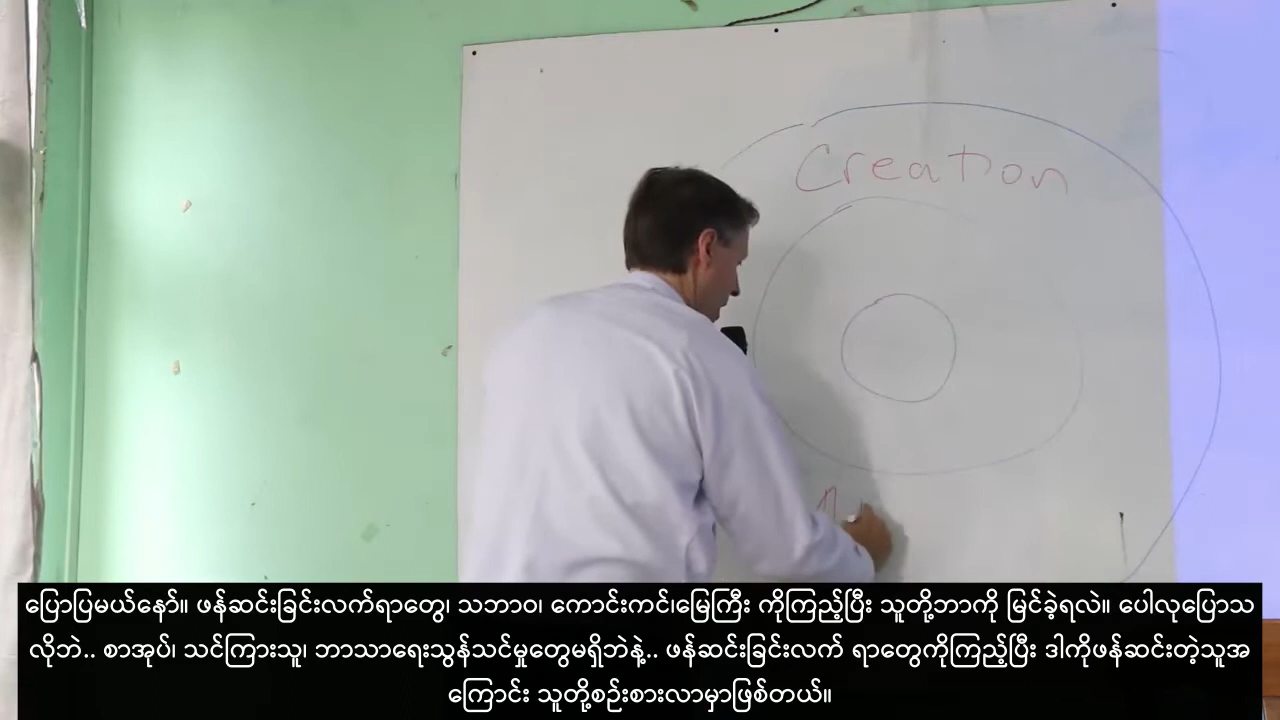 Creation
ပြောပြမယ်နော်။ ဖန်ဆင်းခြင်းလက်ရာတွေ၊ သဘာဝ၊ ကောင်းကင်၊မြေကြီး ကိုကြည့်ပြီး သူတို့ဘာကို မြင်ခဲ့ရလဲ။ ပေါလုပြောသ
လိုဘဲ.. စာအုပ်၊ သင်ကြားသူ၊ ဘာသာရေးသွန်သင်မှုတွေမရှိဘဲနဲ့.. ဖန်ဆင်းခြင်းလက် ရာတွေကိုကြည့်ပြီး ဒါကိုဖန်ဆင်းတဲ့သူအ
ကြောင်း သူတို့စဉ်းစားလာမှာဖြစ်တယ်။